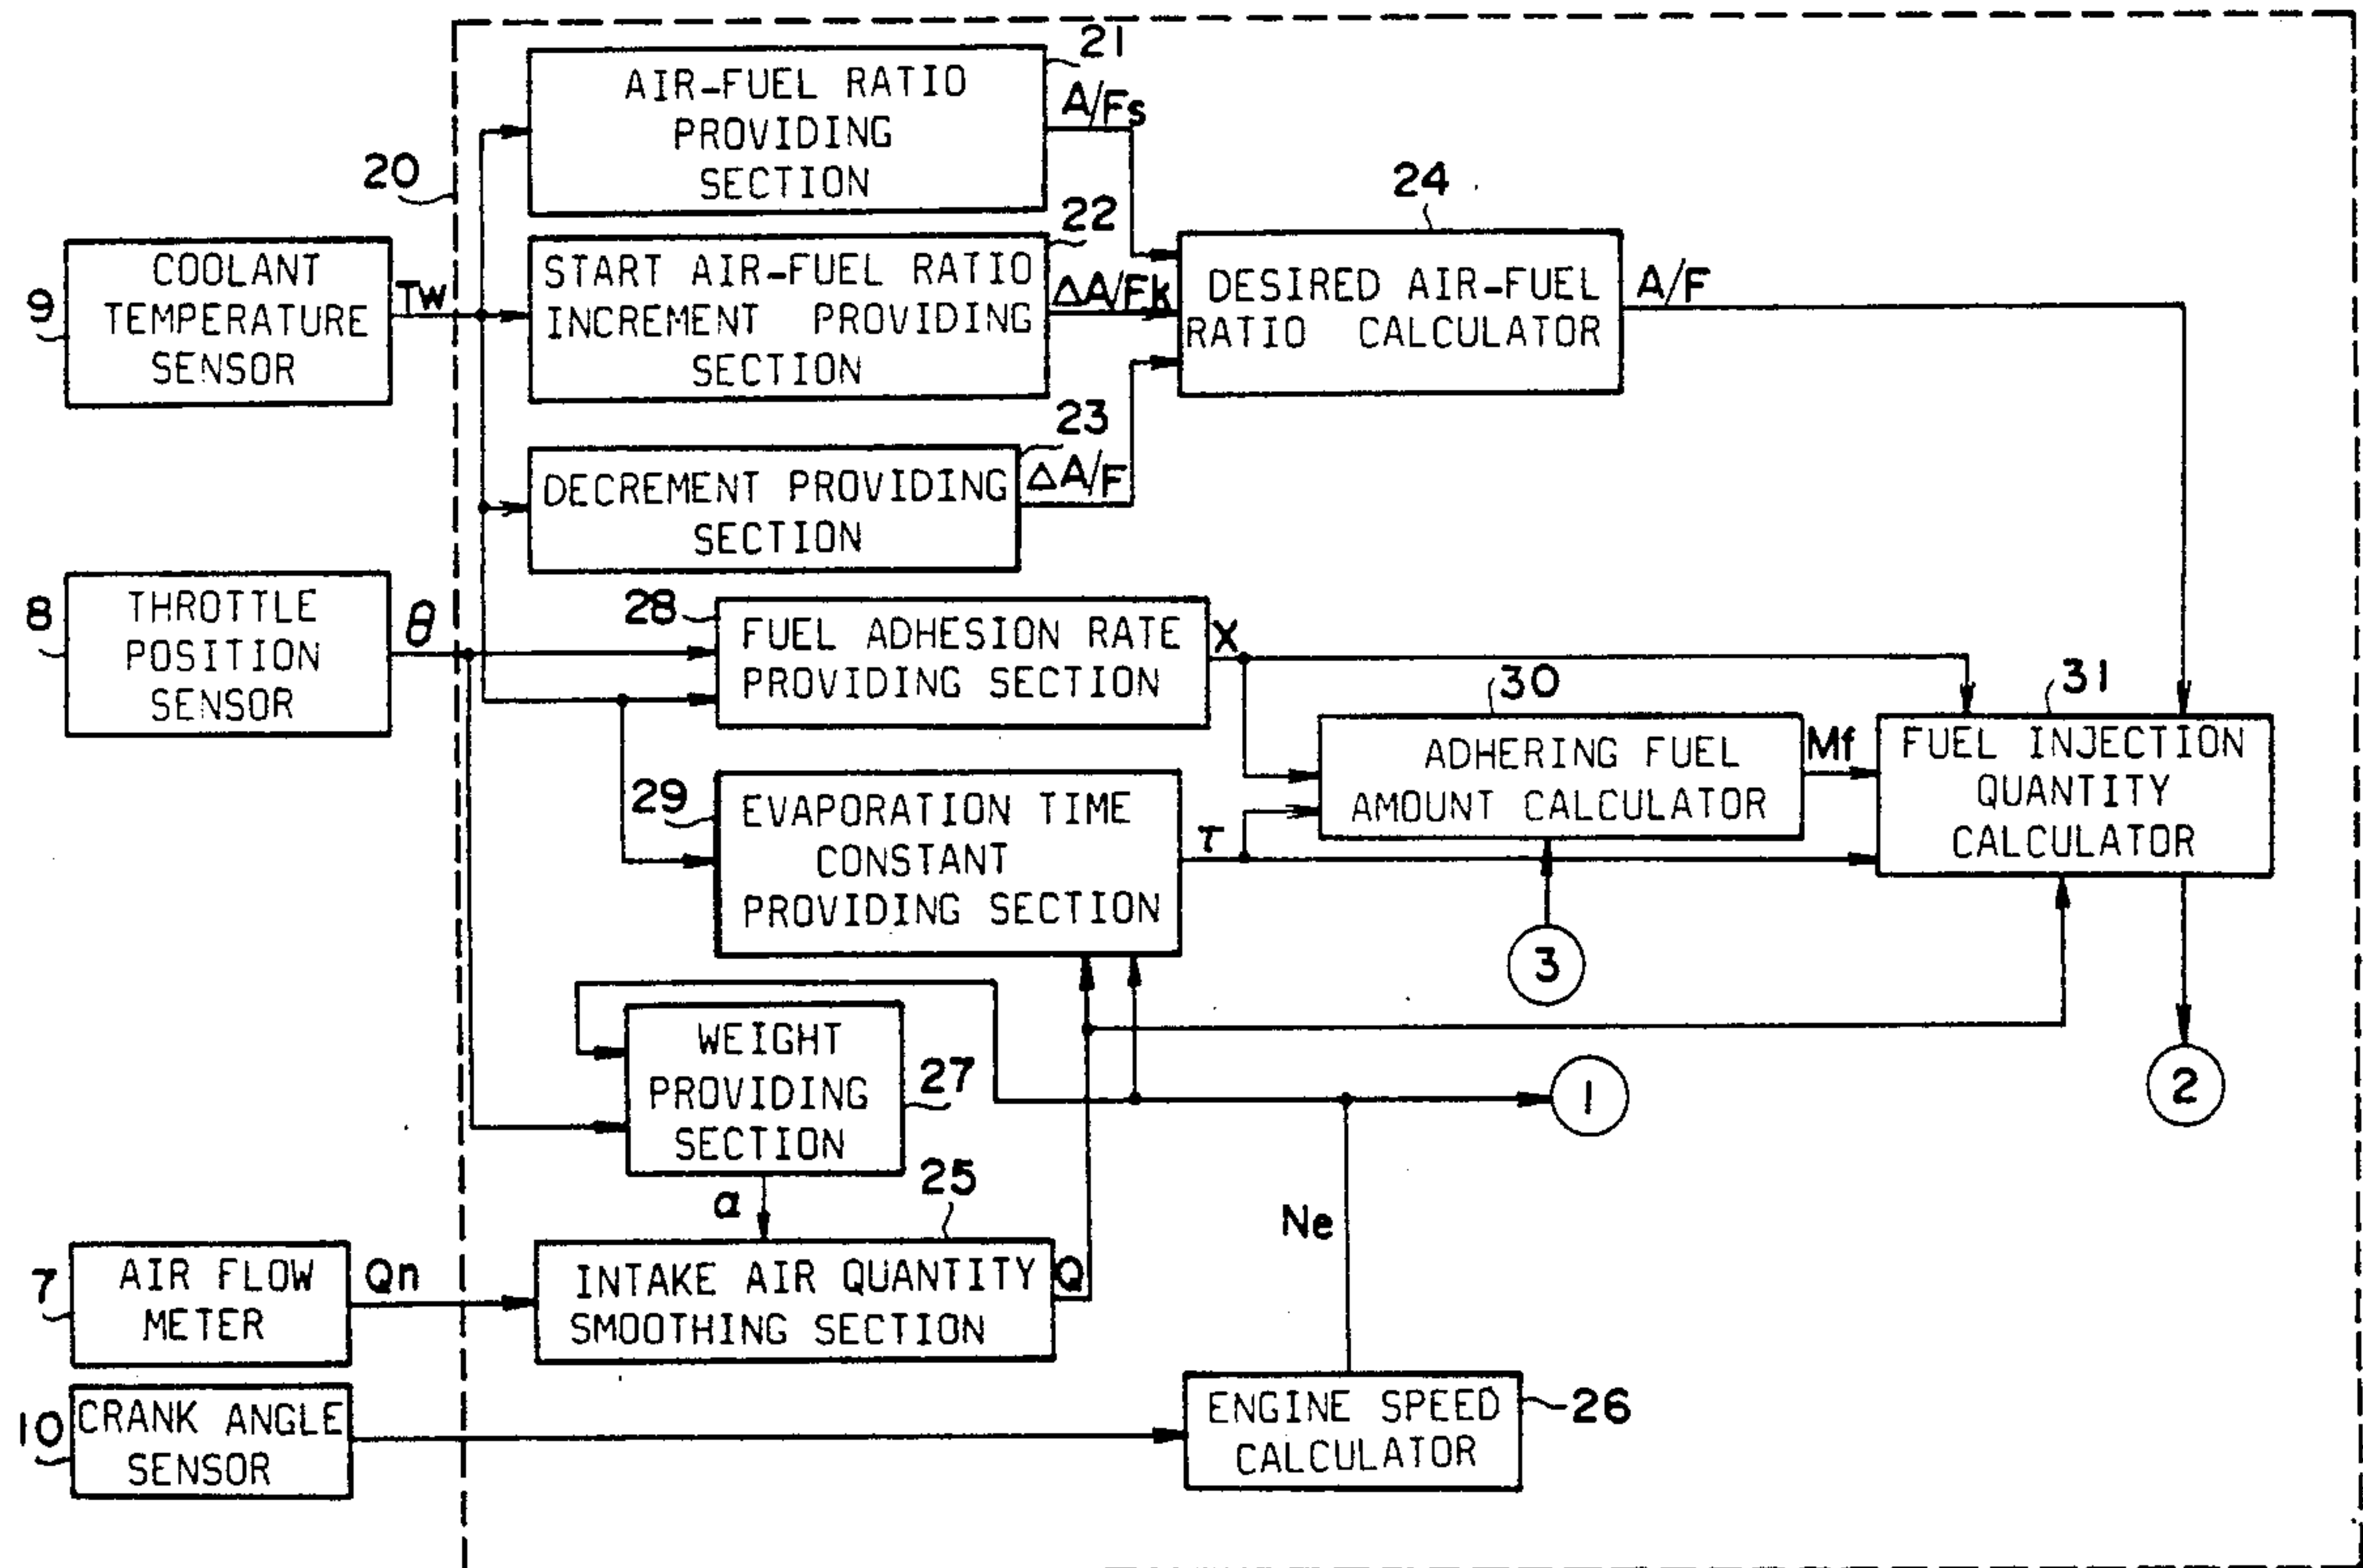 21
AIR-FUEL RATIO
PROVIDING
SECTION
A/Fs
20
22
24
9
COOLANT
TEMPERATURE
SENSOR
Tw
START AIR-FUEL RATIO
INCREMENT PROVIDING
SECTION
ΔA/Fk
DESIRED AIR-FUEL
RATIO CALCULATOR
A/F
23
DECREMENT PROVIDING
SECTION
ΔA/F
8
THROTTLE
POSITION
SENSOR
θ
28
FUEL ADHESION RATE
PROVIDING SECTION
X
30
31
ADHERING FUEL
AMOUNT CALCULATOR
Mf
FUEL INJECTION
QUANTITY
CALCULATOR
29
EVAPORATION TIME
CONSTANT
PROVIDING SECTION
τ
3
WEIGHT
PROVIDING
SECTION
27
1
2
a
25
Ne
7
AIR FLOW
METER
Qn
INTAKE AIR QUANTITY
SMOOTHING SECTION
Q
10
CRANK ANGLE
SENSOR
ENGINE SPEED
CALCULATOR
26